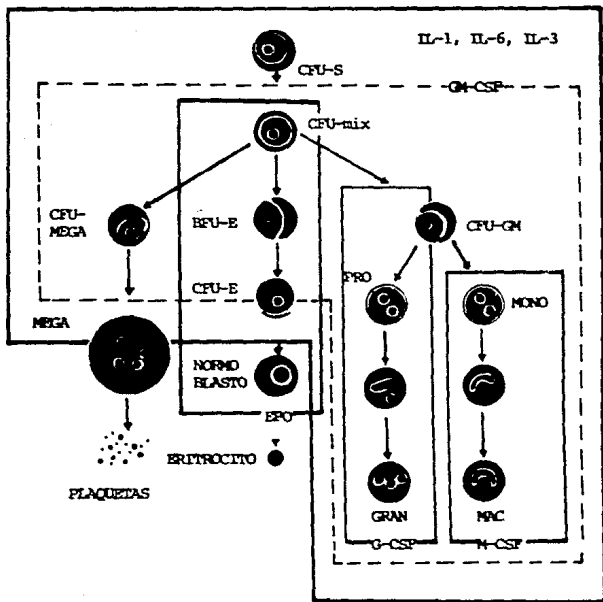 IL-1, IL-6, IL-3
CFU-S
GM-CSF
CFU-mix
CFU-
MEGA
BFU-E
CFU-GM
CFU-E
PRO
MONO
MEGA
NORMO
BLASTO
EPO
ERITROCITO
PLAQUETAS
GRAN
MAC
G-CSF
M-CSF